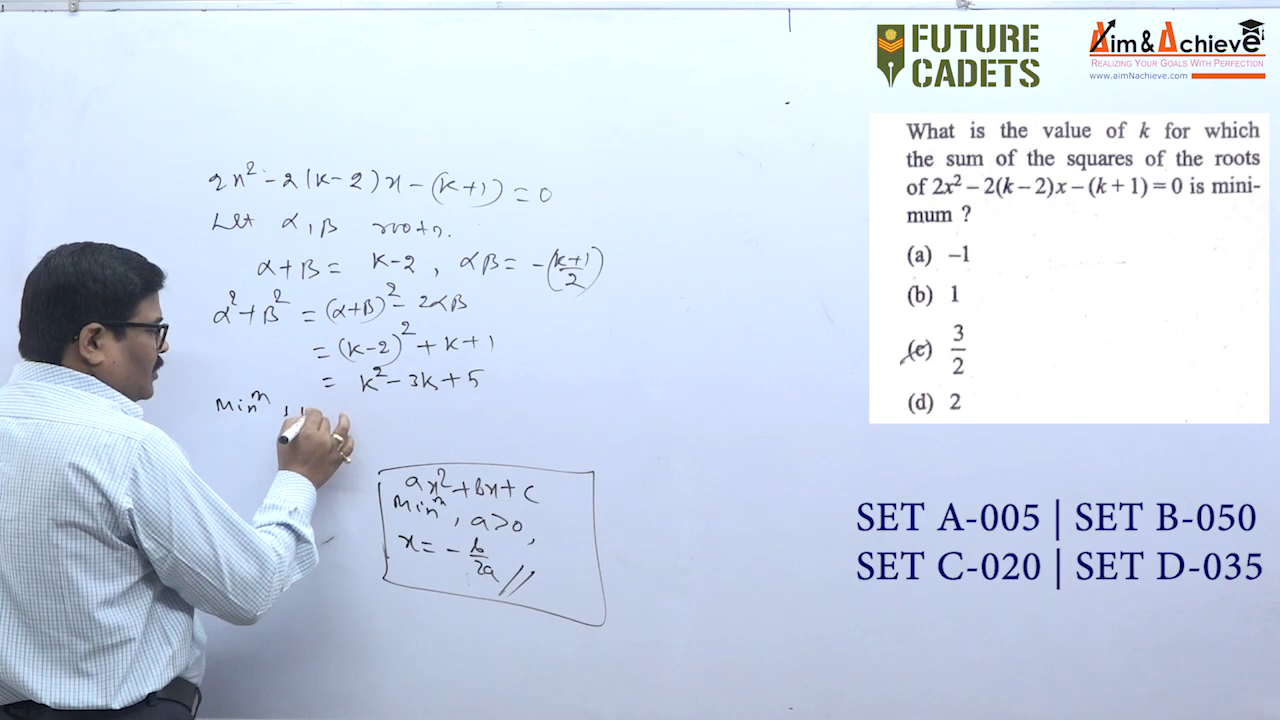 FUTURE
CADETS
Aim & Achieve
REALIZING YOUR GOALS WITH PERFECTION
www.aimNachieve.com
2x² - 2(k-2)x - (k+1) = 0
Let α, β roots.
α+β = k-2 , αβ = -(k+1/2)
α²+β² = (α+β)² - 2αβ
= (k-2)² + k+1
= k² - 3k + 5
Minᵐ
ax²+bx+c
Minᵐ, a>0,
x = - b/2a //
What is the value of k for which
the sum of the squares of the roots
of 2x² – 2(k – 2)x – (k + 1) = 0 is mini-
mum ?
(a) –1
(b) 1
(c) 3/2
(d) 2
SET A-005 | SET B-050
SET C-020 | SET D-035